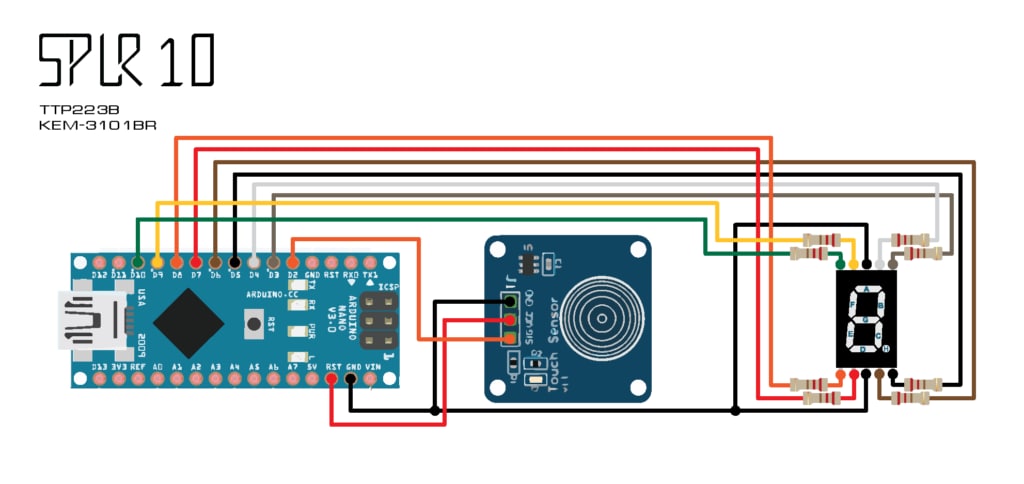 SPLR 10
TTP223B
KEM-3101BR
D12 D11 D10 D9 D8 D7 D6 D5 D4 D3 D2 GND RST RX0 TX1
USA
2009
ARDUINO.CC
RST
TX
RX
PWR
L
ICSP
1
ARDUINO
NANO
V3.0
D13 3V3 REF A0 A1 A2 A3 A4 A5 A6 A7 5V RST GND VIN
J1
SIG VCC GND
Touch Sensor
A
F
G
E
C
D
H